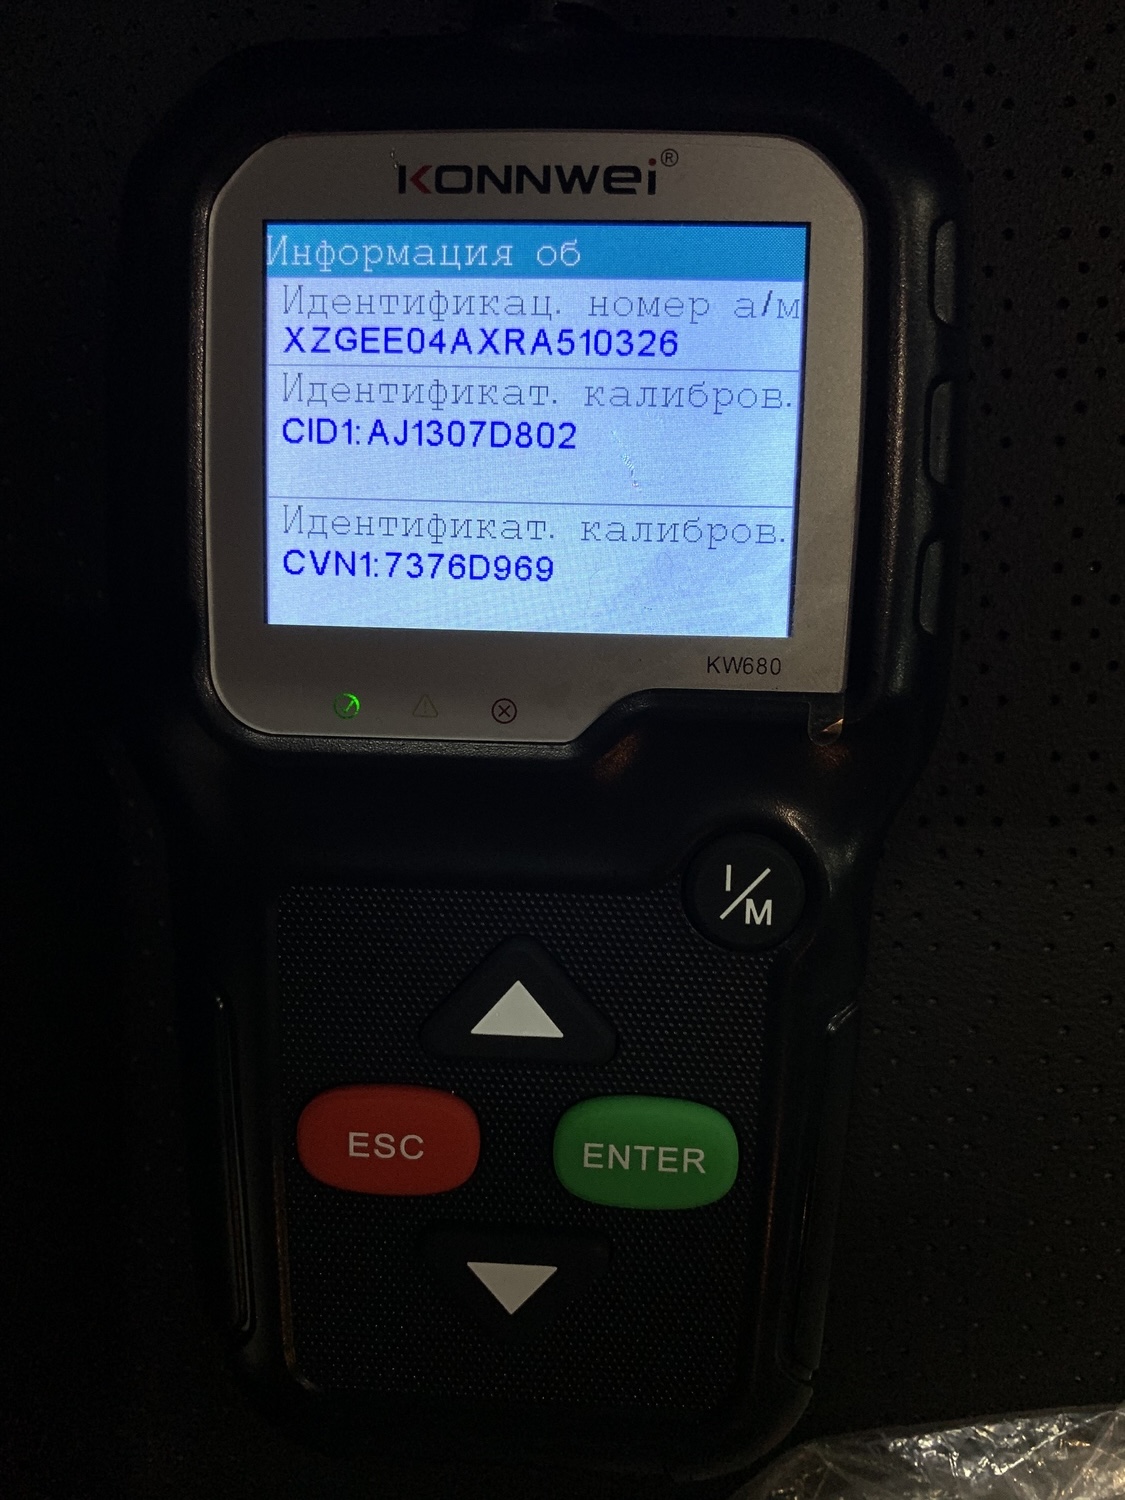 KONNWEI®
Информация об
Идентификац. номер а/м
XZGEE04AXRA510326
Идентификат. калибров.
CID1:AJ1307D802
Идентификат. калибров.
CVN1:7376D969
KW680
I/M
ESC
ENTER